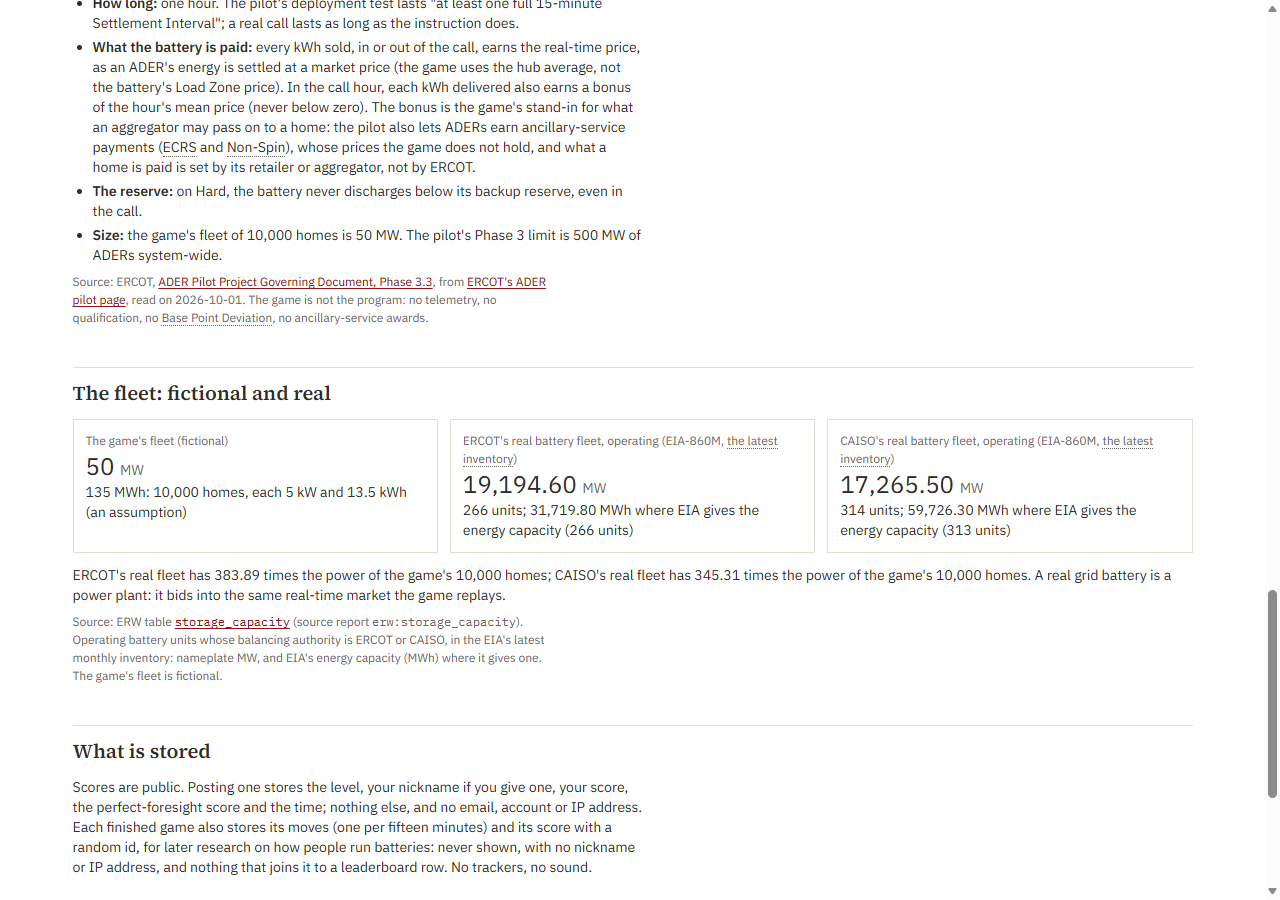 How long: one hour. The pilot's deployment test lasts "at least one full 15-minute
Settlement Interval"; a real call lasts as long as the instruction does.
What the battery is paid: every kWh sold, in or out of the call, earns the real-time price,
as an ADER's energy is settled at a market price (the game uses the hub average, not
the battery's Load Zone price). In the call hour, each kWh delivered also earns a bonus
of the hour's mean price (never below zero). The bonus is the game's stand-in for what
an aggregator may pass on to a home: the pilot also lets ADERs earn ancillary-service
payments (ECRS and Non-Spin), whose prices the game does not hold, and what a
home is paid is set by its retailer or aggregator, not by ERCOT.
The reserve: on Hard, the battery never discharges below its backup reserve, even in
the call.
Size: the game's fleet of 10,000 homes is 50 MW. The pilot's Phase 3 limit is 500 MW of
ADERs system-wide.
Source: ERCOT, ADER Pilot Project Governing Document, Phase 3.3, from ERCOT's ADER
pilot page, read on 2026-10-01. The game is not the program: no telemetry, no
qualification, no Base Point Deviation, no ancillary-service awards.
The fleet: fictional and real
The game's fleet (fictional)
50 MW
135 MWh: 10,000 homes, each 5 kW and 13.5 kWh
(an assumption)
ERCOT's real battery fleet, operating (EIA-860M, the latest
inventory)
19,194.60 MW
266 units; 31,719.80 MWh where EIA gives the
energy capacity (266 units)
CAISO's real battery fleet, operating (EIA-860M, the latest
inventory)
17,265.50 MW
314 units; 59,726.30 MWh where EIA gives the
energy capacity (313 units)
ERCOT's real fleet has 383.89 times the power of the game's 10,000 homes; CAISO's real fleet has 345.31 times the power of the game's 10,000 homes. A real grid battery is a
power plant: it bids into the same real-time market the game replays.
Source: ERW table storage_capacity (source report erw:storage_capacity).
Operating battery units whose balancing authority is ERCOT or CAISO, in the EIA's latest
monthly inventory: nameplate MW, and EIA's energy capacity (MWh) where it gives one.
The game's fleet is fictional.
What is stored
Scores are public. Posting one stores the level, your nickname if you give one, your score,
the perfect-foresight score and the time; nothing else, and no email, account or IP address.
Each finished game also stores its moves (one per fifteen minutes) and its score with a
random id, for later research on how people run batteries: never shown, with no nickname
or IP address, and nothing that joins it to a leaderboard row. No trackers, no sound.